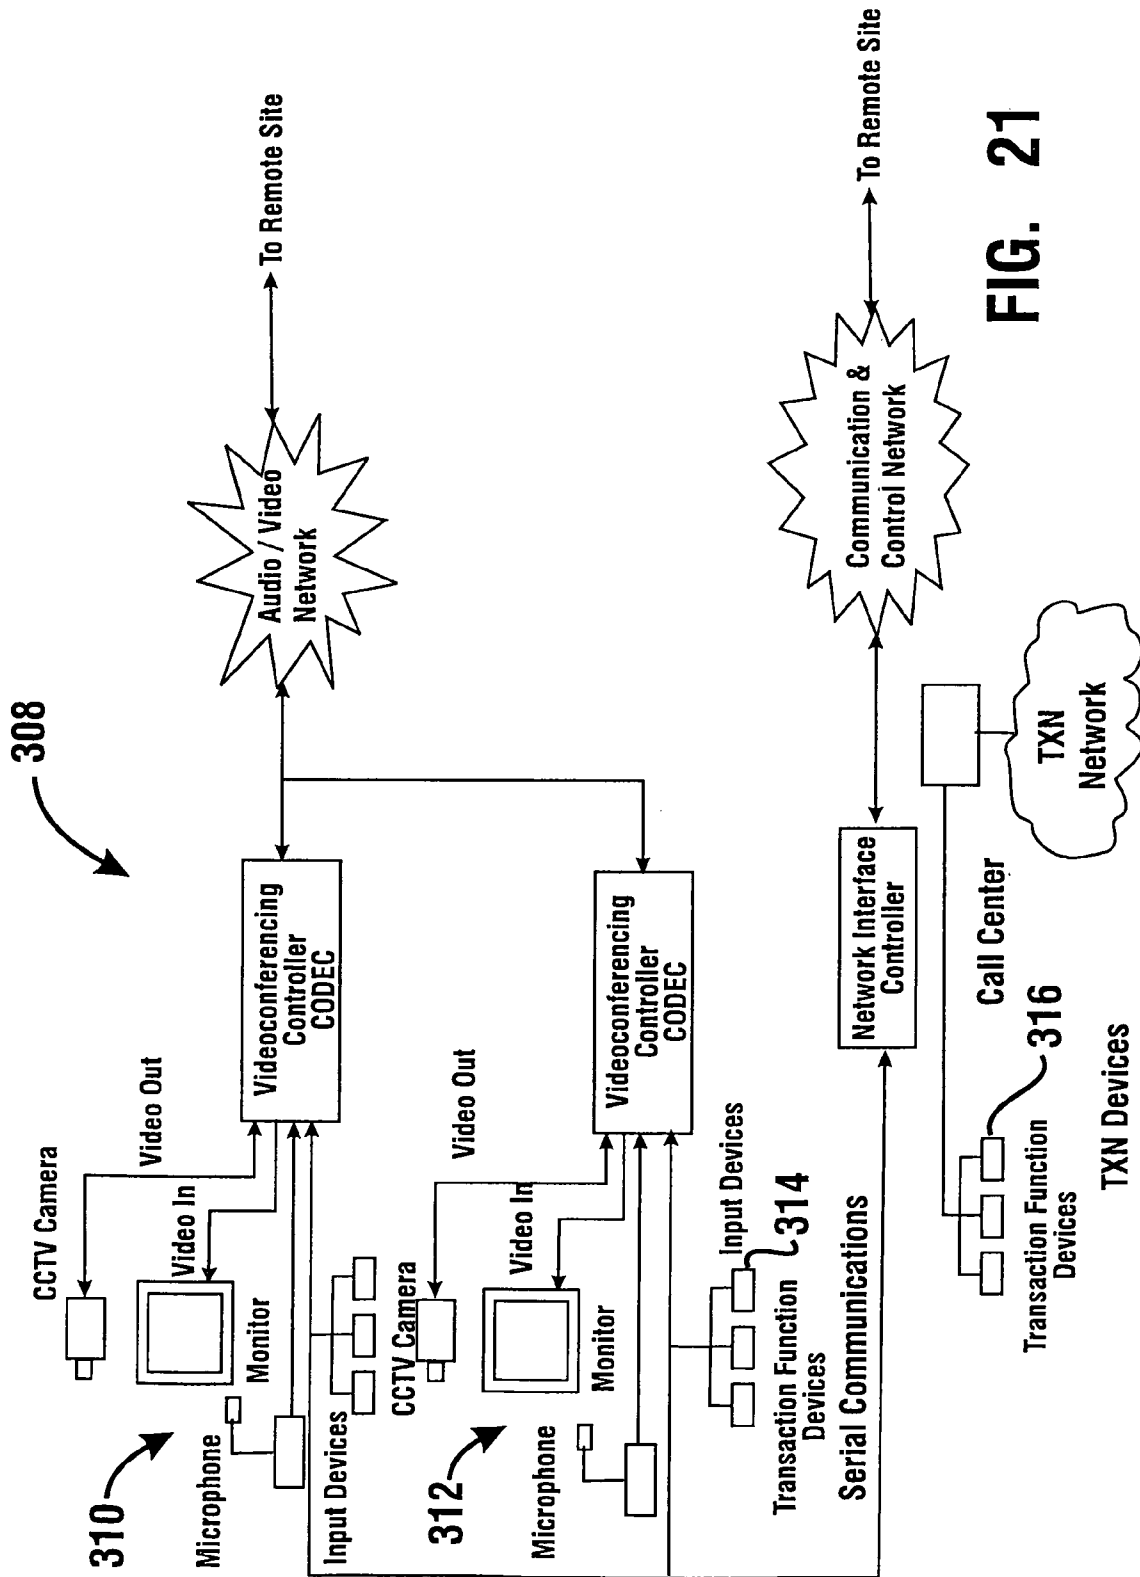 308
310
CCTV Camera
Video Out
Video In
Monitor
Microphone
Input Devices
Videoconferencing
Controller
CODEC
Audio / Video
Network
To Remote Site
312
CCTV Camera
Video Out
Video In
Monitor
Microphone
Input Devices
314
Transaction Function
Devices
Videoconferencing
Controller
CODEC
Serial Communications
Network Interface
Controller
Communication &
Control Network
To Remote Site
Call Center
316
Transaction Function
Devices
TXN Devices
TXN
Network
FIG. 21